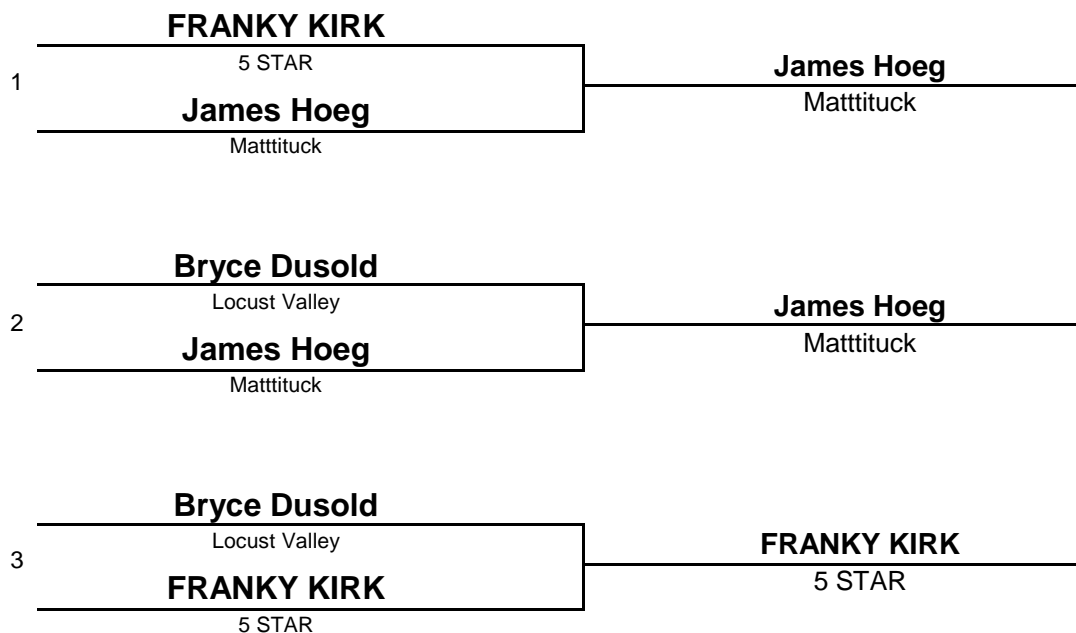 FRANKY KIRK
5 STAR
1
James Hoeg
Matttituck
James Hoeg
Matttituck
Bryce Dusold
Locust Valley
2
James Hoeg
Matttituck
James Hoeg
Matttituck
Bryce Dusold
Locust Valley
3
FRANKY KIRK
5 STAR
FRANKY KIRK
5 STAR